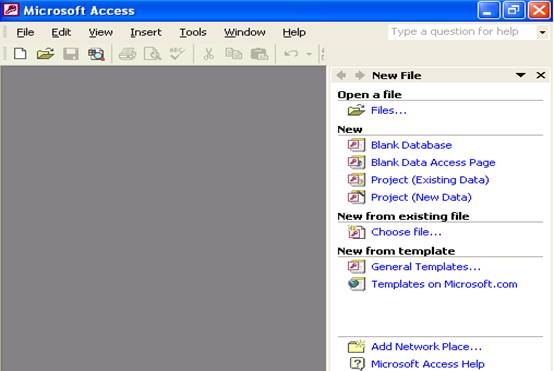 Microsoft Access
File Edit View Insert Tools Window Help Type a question for help
New File
Open a file
Files...
New
Blank Database
Blank Data Access Page
Project (Existing Data)
Project (New Data)
New from existing file
Choose file...
New from template
General Templates...
Templates on Microsoft.com
Add Network Place...
Microsoft Access Help